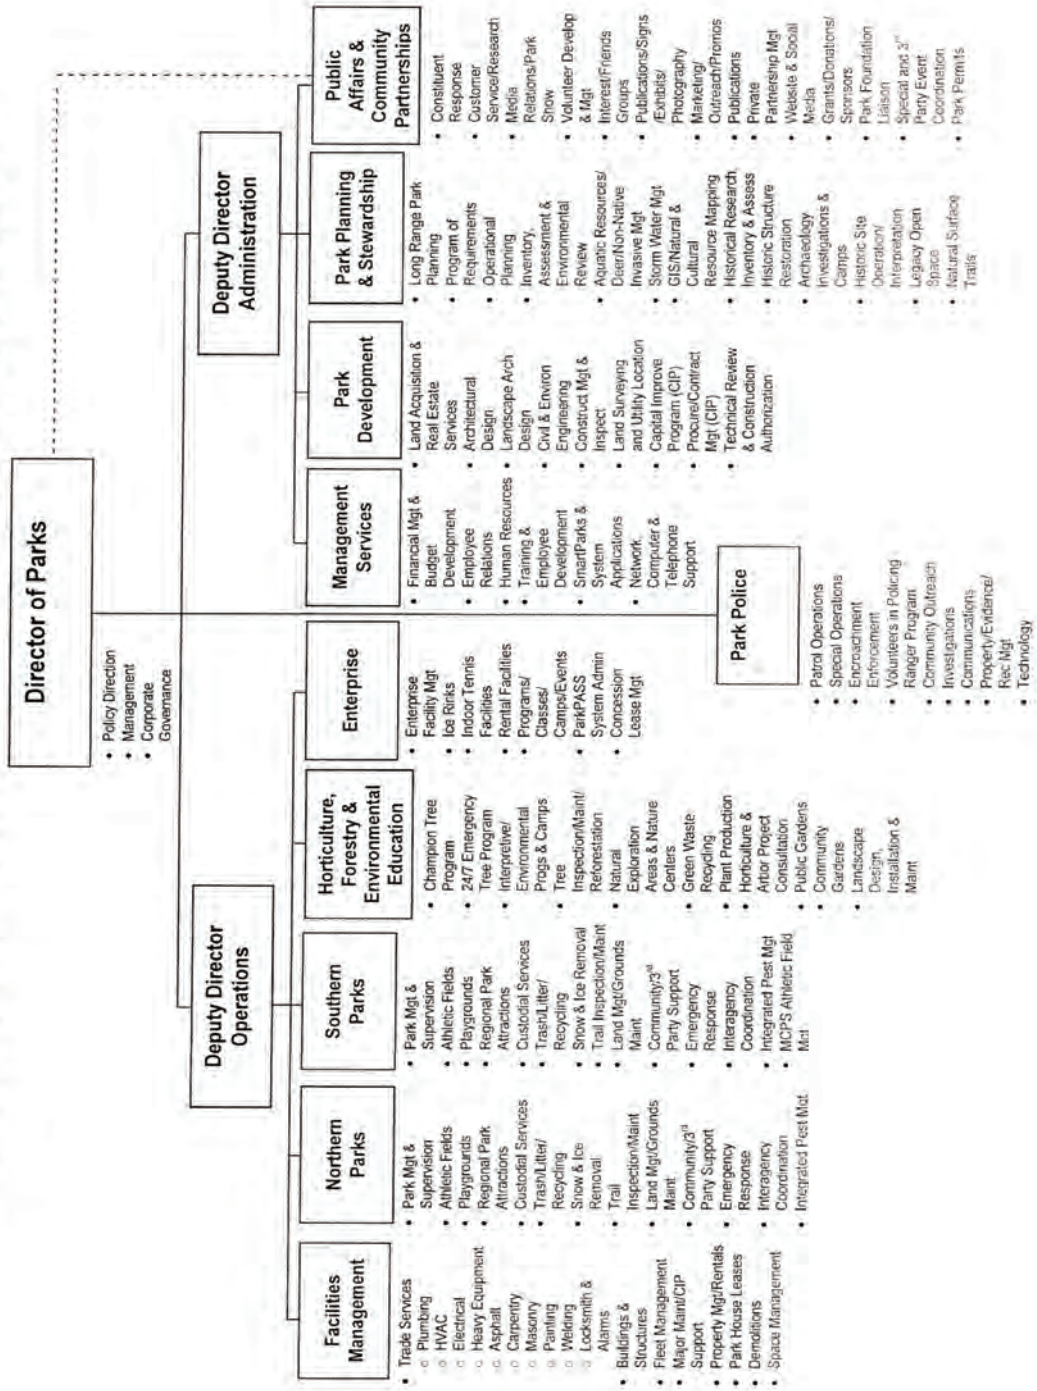 Director of Parks
• Policy Direction
• Management
• Corporate
Governance
Deputy Director
Operations
Deputy Director
Administration
Facilities
Management
• Trade Services
○ Plumbing
○ HVAC
○ Electrical
○ Heavy Equipment
○ Asphalt
○ Carpentry
○ Masonry
○ Painting
○ Welding
○ Locksmith &
Alarms
• Buildings &
Structures
• Fleet Management
• Major Maint/CIP
Support
• Property Mgt/Rentals
• Park House Leases
• Demolitions
• Space Management
Northern
Parks
• Park Mgt &
Supervision
• Athletic Fields
• Playgrounds
• Regional Park
Attractions
• Custodial Services
• Trash/Litter/
Recycling
• Snow & Ice
Removal
• Trail
Inspection/Maint
• Land Mgt/Grounds
Maint
• Community/3rd
Party Support
• Emergency
Response
• Interagency
Coordination
• Integrated Pest Mgt
Southern
Parks
• Park Mgt &
Supervision
• Athletic Fields
• Playgrounds
• Regional Park
Attractions
• Custodial Services
• Trash/Litter/
Recycling
• Snow & Ice Removal
• Trail Inspection/Maint
• Land Mgt/Grounds
Maint
• Community/3rd
Party Support
• Emergency
Response
• Interagency
Coordination
• Integrated Pest Mgt
• MCPS Athletic Field
Mgt
Horticulture,
Forestry &
Environmental
Education
• Champion Tree
Program
• 24/7 Emergency
Tree Program
• Interpretive/
Environmental
Progs & Camps
• Tree
Inspection/Maint/
Reforestation
• Natural
Exploration
Areas & Nature
Centers
• Green Waste
Recycling
• Plant Production
• Horticulture &
Arbor Project
Consultation
• Public Gardens
• Community
Gardens
• Landscape
Design,
Installation &
Maint
Enterprise
• Enterprise
Facility Mgt
• Ice Rinks
• Indoor Tennis
Facilities
• Rental Facilities
• Programs/
Classes/
Camps/Events
• ParkPASS
System Admin
• Concession
Lease Mgt
Park Police
• Patrol Operations
• Special Operations
• Encroachment
Enforcement
• Volunteers in Policing
• Ranger Program
• Community Outreach
• Investigations
• Communications
• Property/Evidence/
Rec Mgt
• Technology
Management
Services
• Financial Mgt &
Budget
Development
• Employee
Relations
• Human Resources
• Training &
Employee
Development
• SmartParks &
System
Applications
• Network,
Computer &
Telephone
Support
Park
Development
• Land Acquisition &
Real Estate
Services
• Architectural
Design
• Landscape Arch
Design
• Civil & Environ
Engineering
• Construct Mgt &
Inspect
• Land Surveying
and Utility Location
• Capital Improve
Program (CIP)
• Procure/Contract
Mgt (CIP)
• Technical Review
& Construction
Authorization
Park Planning
& Stewardship
• Long Range Park
Planning
• Program of
Requirements
• Operational
Planning
• Inventory,
Assessment &
Environmental
Review
• Aquatic Resources/
Deer/Non-Native
Invasive Mgt
• Storm Water Mgt
• GIS/Natural &
Cultural
Resource Mapping
• Historical Research,
Inventory & Assess
• Historic Structure
Restoration
• Archaeology
Investigations &
Camps
• Historic Site
Operation/
Interpretation
• Legacy Open
Space
• Natural Surface
Trails
Public
Affairs &
Community
Partnerships
• Constituent
Response
• Customer
Service/Research
• Media
Relations/Park
Show
• Volunteer Develop
& Mgt
• Interest/Friends
Groups
• Publications/Signs
/Exhibits/
Photography
• Marketing/
Outreach/Promos
• Publications
• Private
Partnership Mgt
• Website & Social
Media
• Grants/Donations/
Sponsors
• Park Foundation
Liaison
• Special and 3rd
Party Event
Coordination
• Park Permits